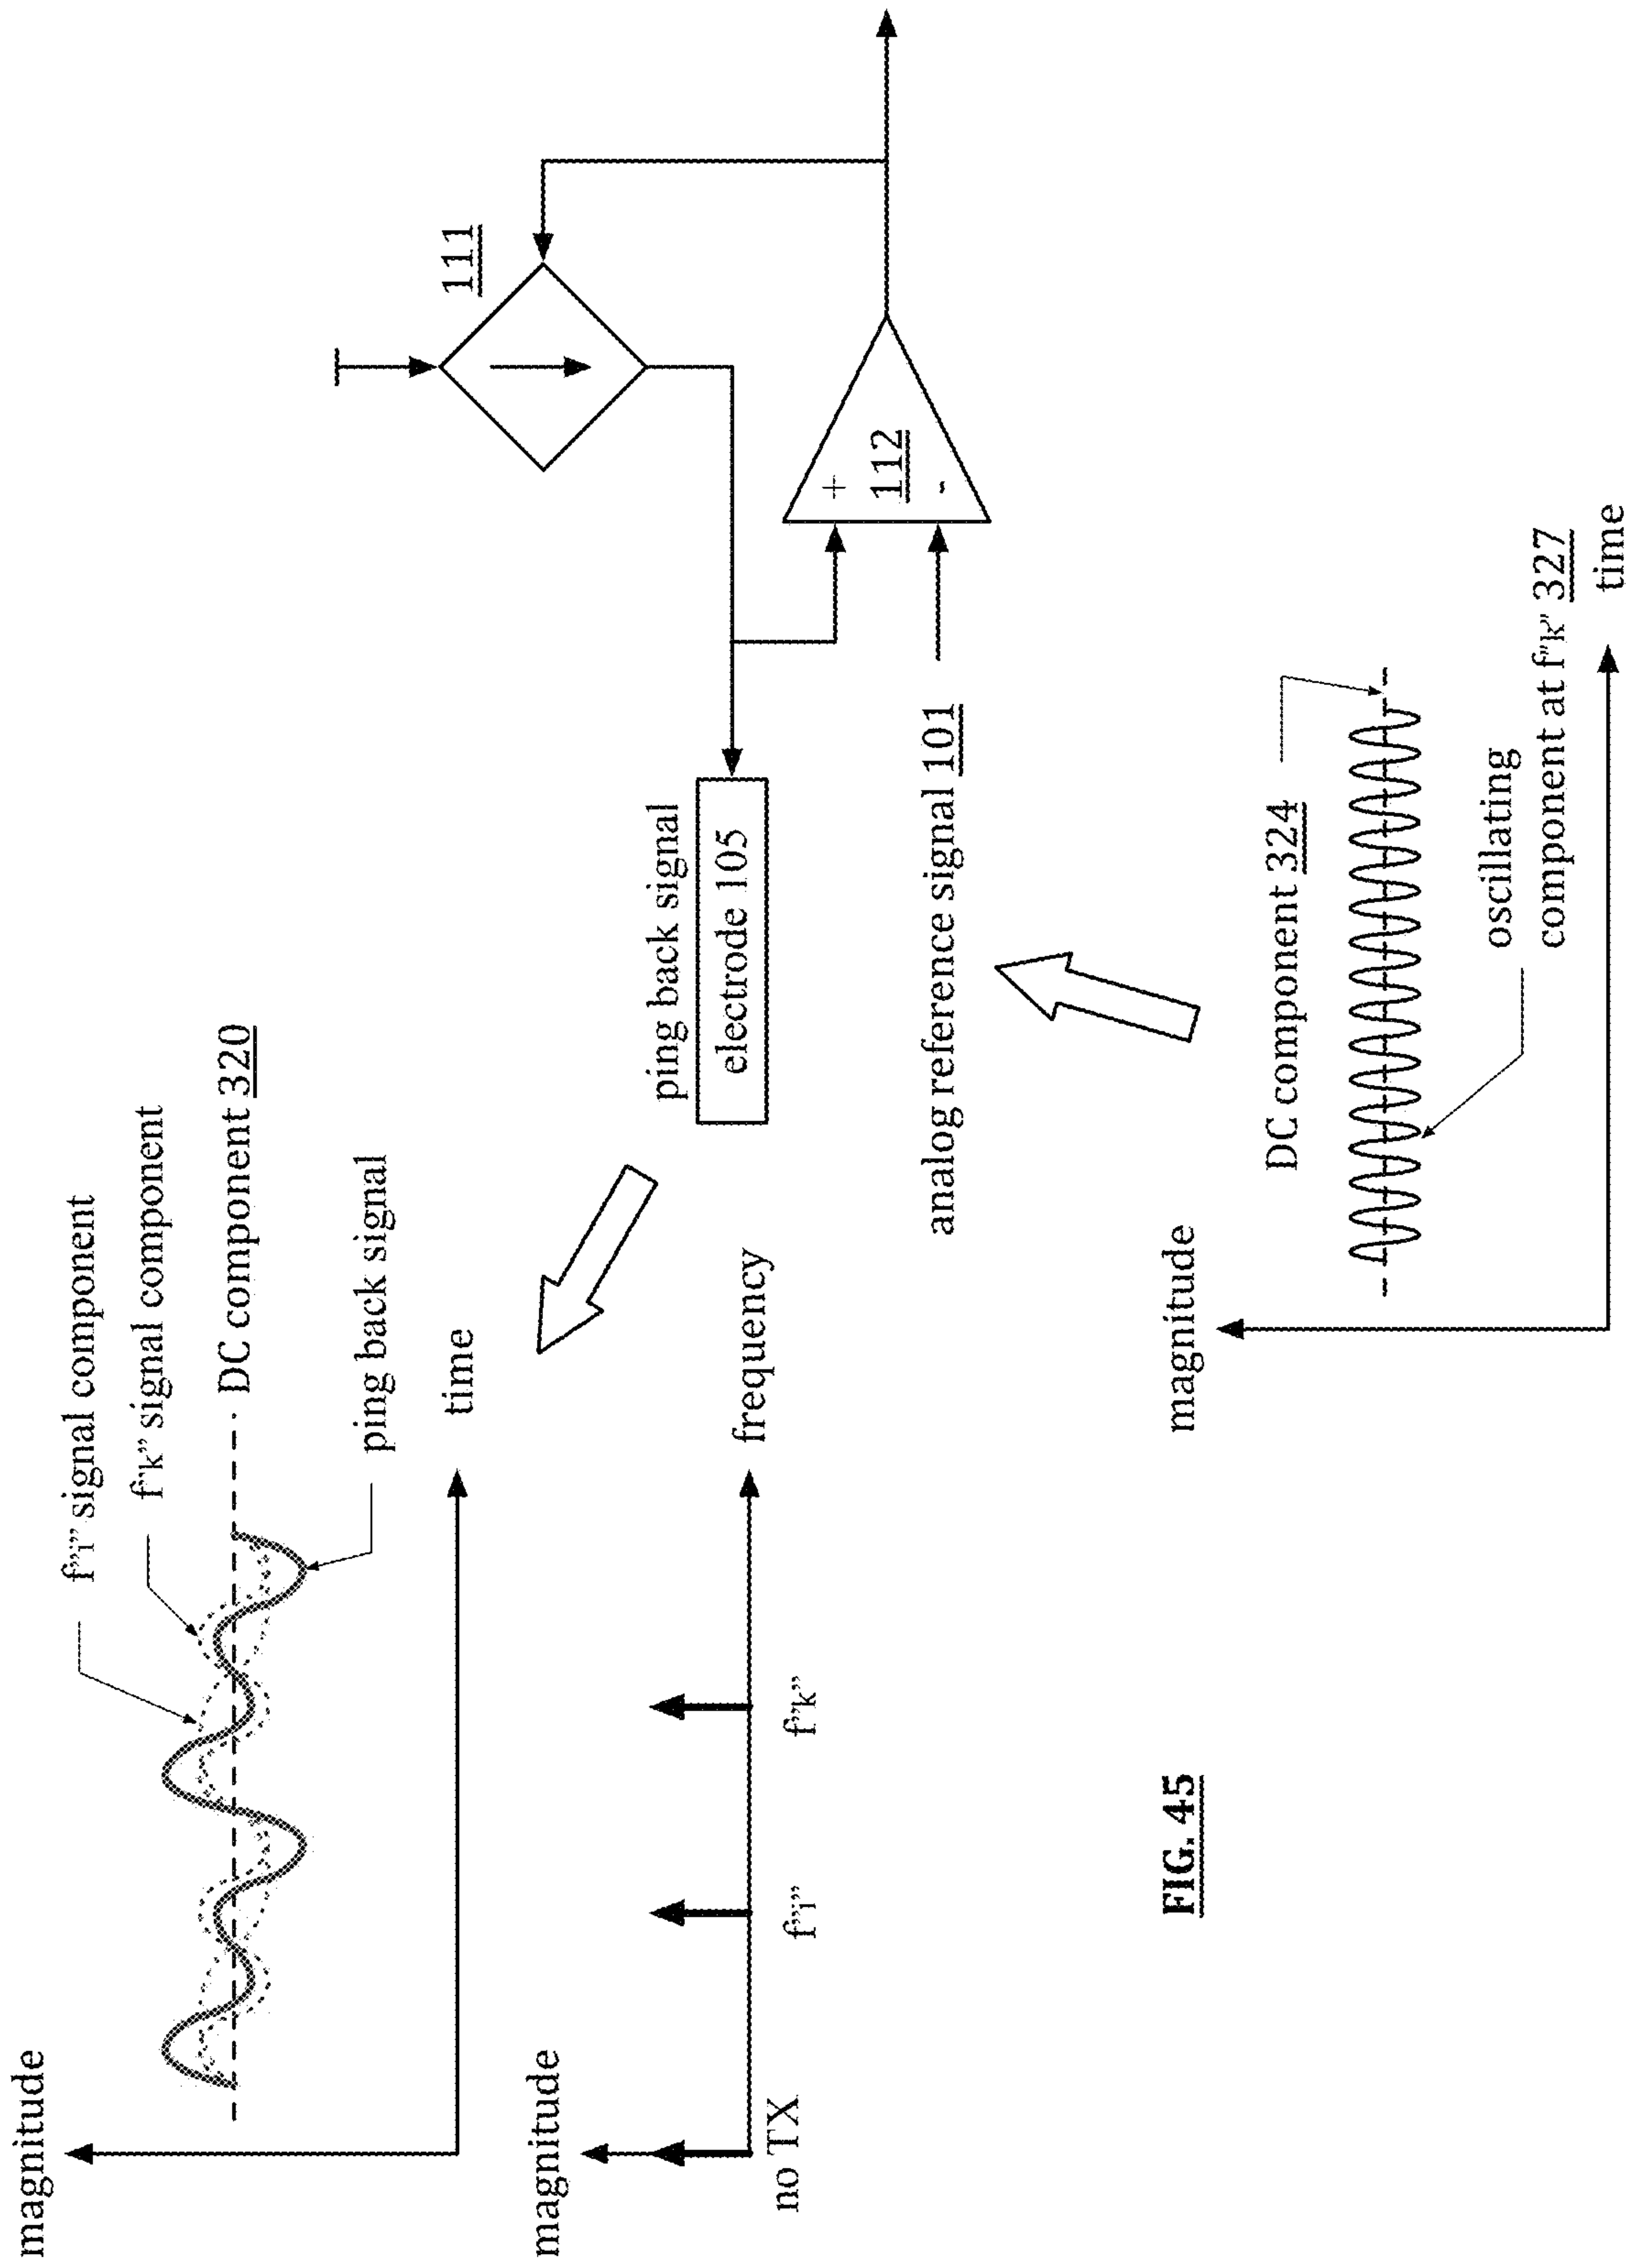 magnitude
f"i" signal component
f"k" signal component
DC component 320
ping back signal
time
magnitude
no TX
f"i"
f"k"
frequency
ping back signal
electrode 105
111
+
112
-
analog reference signal 101
magnitude
DC component 324
oscillating
component at f"k" 327
time
FIG. 45